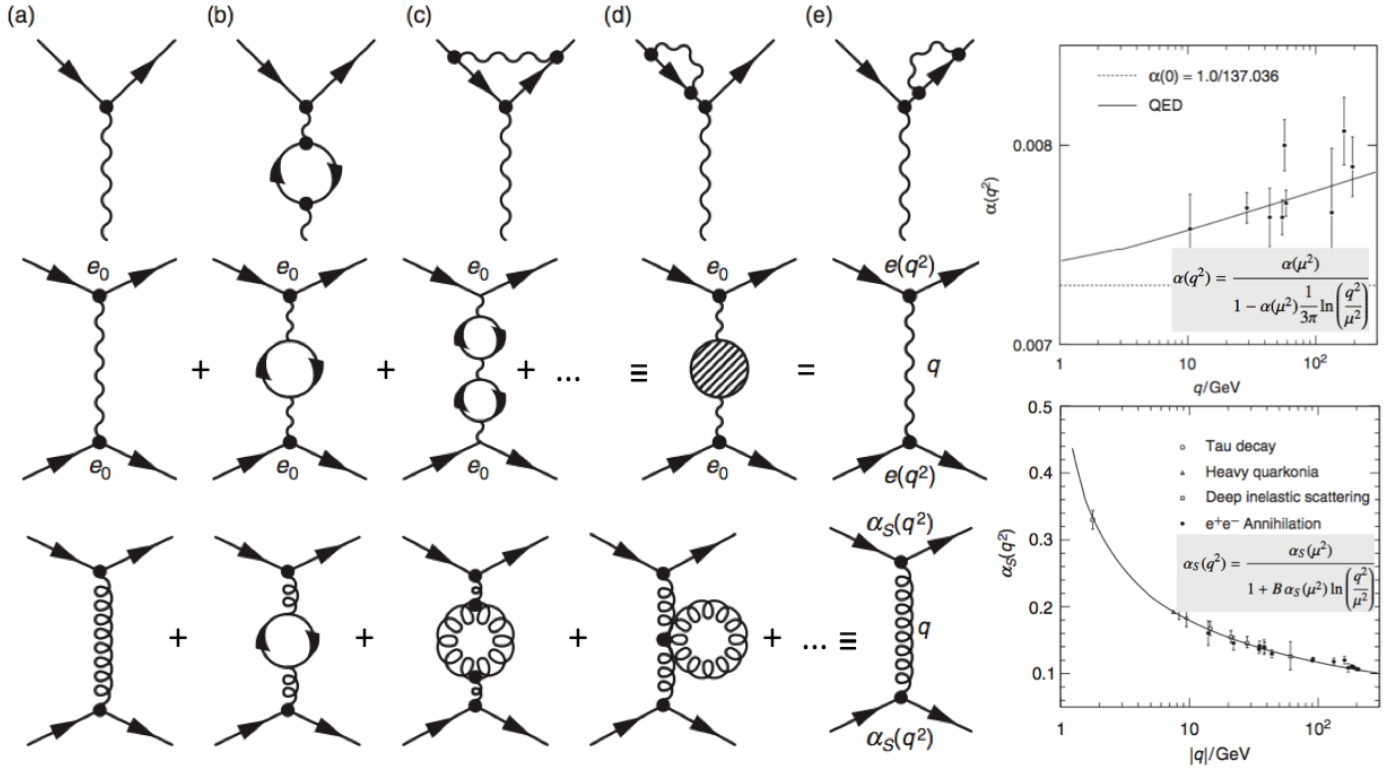 (a) (b) (c) (d) (e)
e₀ e₀ e₀ e₀ e(q²)
+ + + ... ≡ = q
e₀ e₀ e₀ e₀ e(q²)
αS(q²)
+ + + + ... ≡ q
αS(q²)
α(0) = 1.0/137.036
QED
0.008
α(q²)
α(q²) = α(μ²) / (1 − α(μ²) 1/3π ln(q²/μ²))
0.007
1 10 10²
q/GeV
0.5
Tau decay
0.4
Heavy quarkonia
Deep inelastic scattering
e⁺e⁻ Annihilation
0.3
αS(q²)
αS(q²) = αS(μ²) / (1 + B αS(μ²) ln(q²/μ²))
0.2
0.1
1 10 10²
|q|/GeV